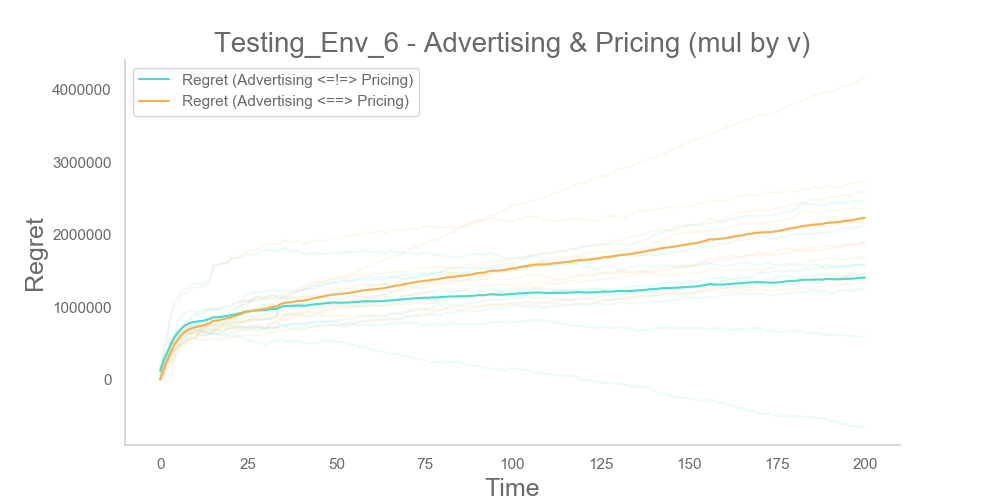 Testing_Env_6 - Advertising & Pricing (mul by v)
Regret (Advertising <=!=> Pricing)
Regret (Advertising <==> Pricing)
4000000
3000000
2000000
1000000
0
Regret
0 25 50 75 100 125 150 175 200
Time